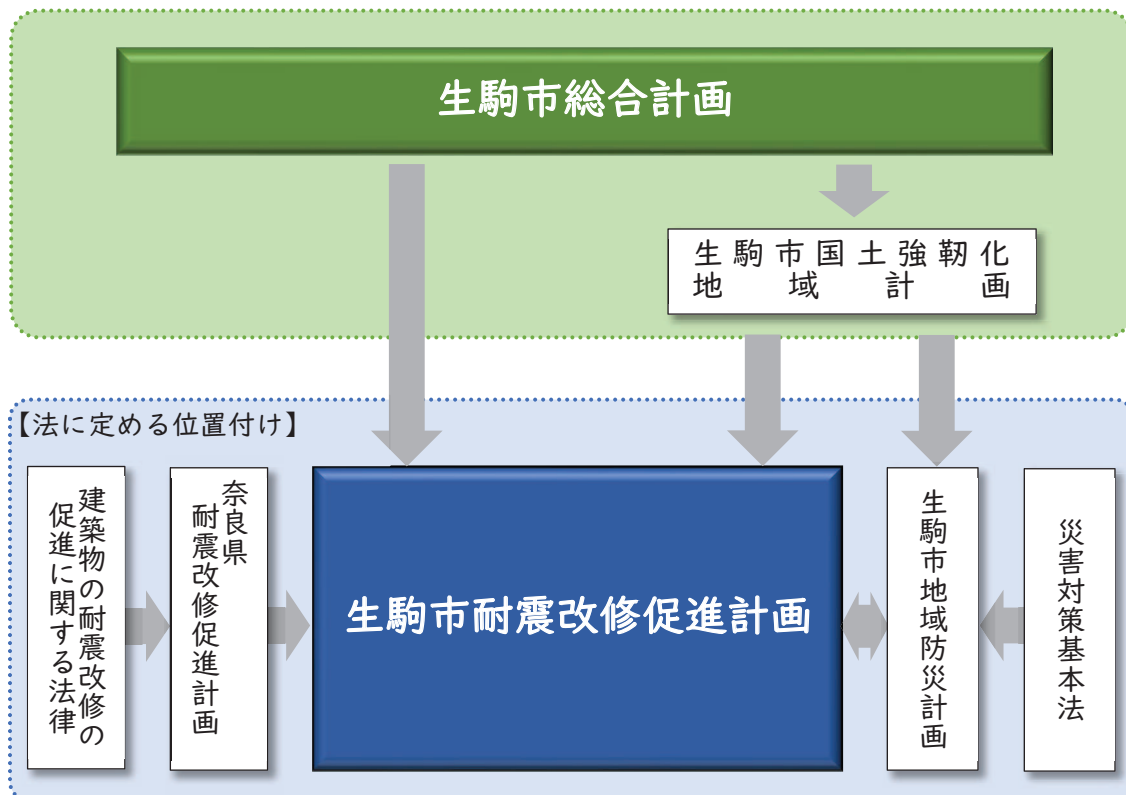 生駒市総合計画
生駒市国土強靭化
地域計画
【法に定める位置付け】
建築物の耐震改修の
促進に関する法律
奈良県
耐震改修促進計画
生駒市耐震改修促進計画
生駒市地域防災計画
災害対策基本法